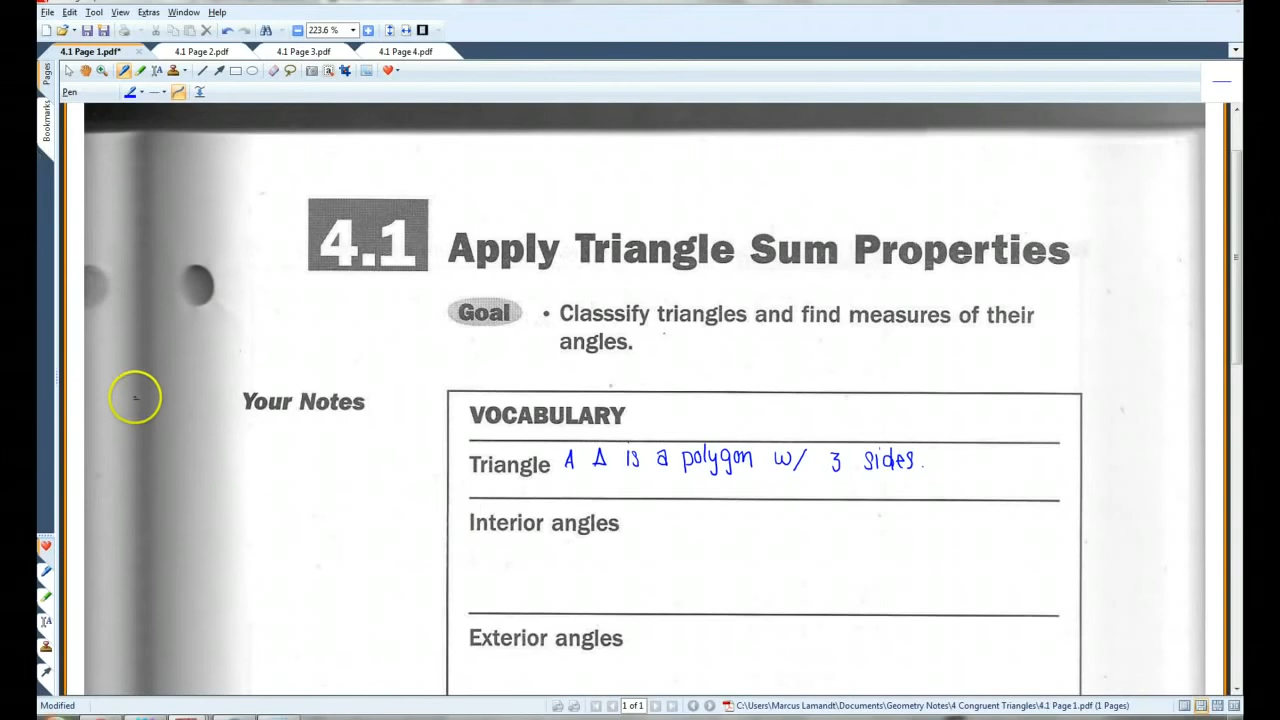 File Edit View Tool Extras Window Help
223.6 %
4.1 Page 1.pdf* 4.1 Page 2.pdf 4.1 Page 3.pdf 4.1 Page 4.pdf
Pen
Pages
Bookmarks
4.1 Apply Triangle Sum Properties
Goal • Classsify triangles and find measures of their
angles.
Your Notes
VOCABULARY
Triangle A Δ is a polygon w/ 3 sides.
Interior angles
Exterior angles
Modified 1 of 1 C:\Users\Marcus Lamandt\Documents\Geometry Notes\4 Congruent Triangles\4.1 Page 1.pdf (1 Pages)